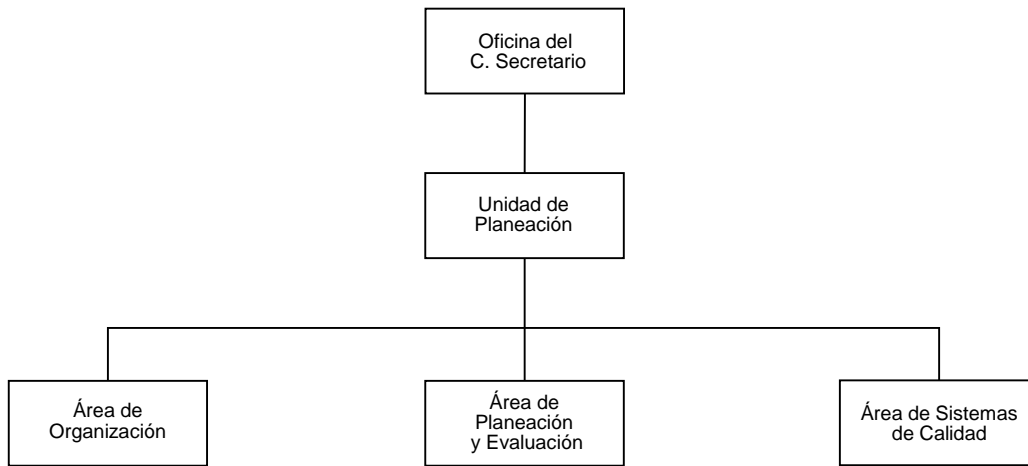 Oficina del
C. Secretario
Unidad de
Planeación
Área de
Organización
Área de
Planeación
y Evaluación
Área de Sistemas
de Calidad